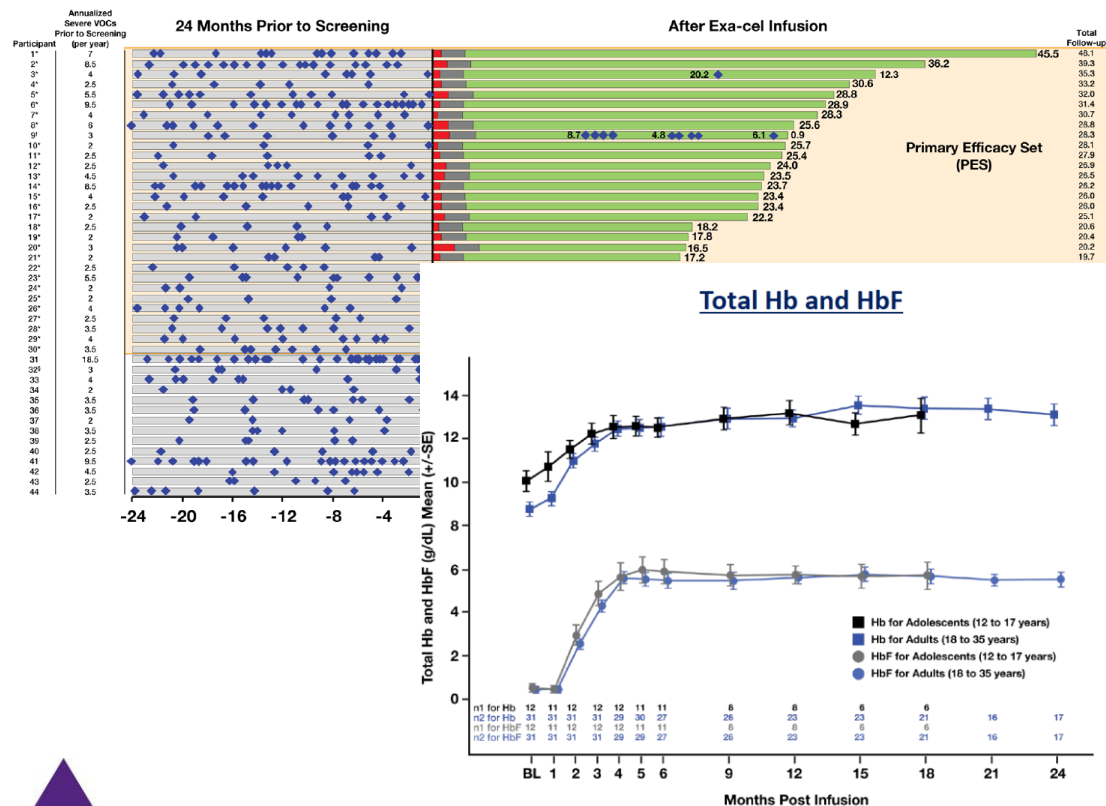 Annualized
Severe VOCs
Prior to Screening
(per year)
Participant
24 Months Prior to Screening
After Exa-cel Infusion
Total
Follow-up
1* 7 45.5 48.1
2* 8.5 36.2 39.3
3* 4 20.2 12.3 35.3
4* 2.5 30.6 33.2
5* 5.5 28.8 32.0
6* 9.5 28.9 31.4
7* 4 28.3 30.7
8* 6 25.6 28.8
9† 3 8.7 4.8 6.1 0.9 28.3
10* 2 25.7 28.1
11* 2.5 25.4 27.9
12* 2.5 24.0 26.9
13* 4.5 23.5 26.5
14* 8.5 23.7 26.2
15* 4 23.4 26.0
16* 2.5 23.4 26.0
17* 2 22.2 25.1
18* 2.5 18.2 20.6
19* 2 17.8 20.4
20* 3 16.5 20.2
21* 2 17.2 19.7
Primary Efficacy Set
(PES)
22* 2.5
23* 5.5
24* 2
25* 2
26* 4
27* 2.5
28* 3.5
29* 4
30* 3.5
31 18.5
32§ 3
33 4
34 2
35 3.5
36 3.5
37 2
38 3.5
39 2.5
40 2.5
41 9.5
42 4.5
43 2.5
44 3.5
-24 -20 -16 -12 -8 -4
Total Hb and HbF
Total Hb and HbF (g/dL) Mean (+/-SE)
14
12
10
8
6
4
2
0
Hb for Adolescents (12 to 17 years)
Hb for Adults (18 to 35 years)
HbF for Adolescents (12 to 17 years)
HbF for Adults (18 to 35 years)
n1 for Hb 12 11 12 12 12 11 11 8 8 6 6
n2 for Hb 31 31 31 31 29 30 27 26 23 23 21 16 17
n1 for HbF 12 11 12 12 12 11 11 8 8 6 6
n2 for HbF 31 31 31 31 29 29 27 26 23 23 21 16 17
BL 1 2 3 4 5 6 9 12 15 18 21 24
Months Post Infusion